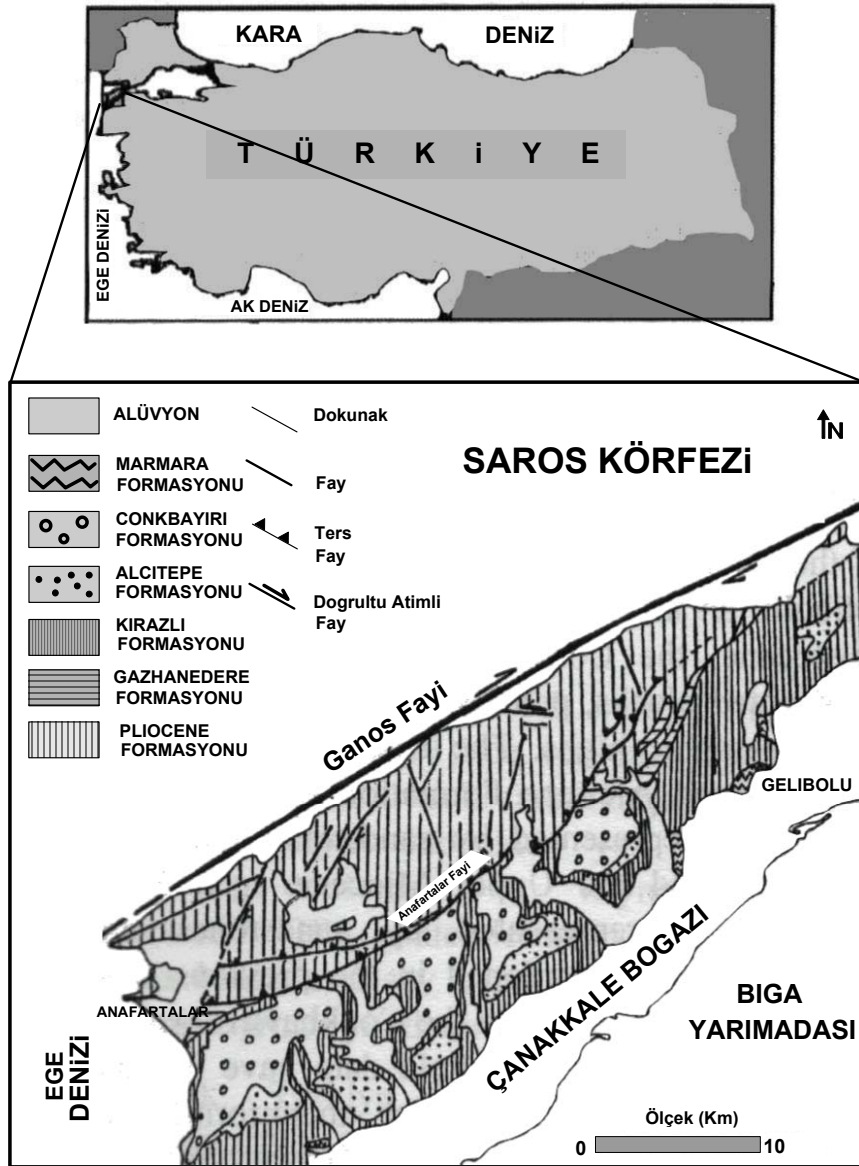 KARA DENiZ
T Ü R K i Y E
EGE DENiZi
AK DENiZ
ALÜVYON
MARMARA
FORMASYONU
CONKBAYIRI
FORMASYONU
ALCITEPE
FORMASYONU
KIRAZLI
FORMASYONU
GAZHANEDERE
FORMASYONU
PLIOCENE
FORMASYONU
Dokunak
Fay
Ters
Fay
Dogrultu Atimli
Fay
N
SAROS KÖRFEZi
Ganos Fayi
GELIBOLU
Anafartalar Fayi
ANAFARTALAR
ÇANAKKALE BOGAZI
BIGA
YARIMADASI
EGE
DENiZi
Ölçek (Km)
0 10